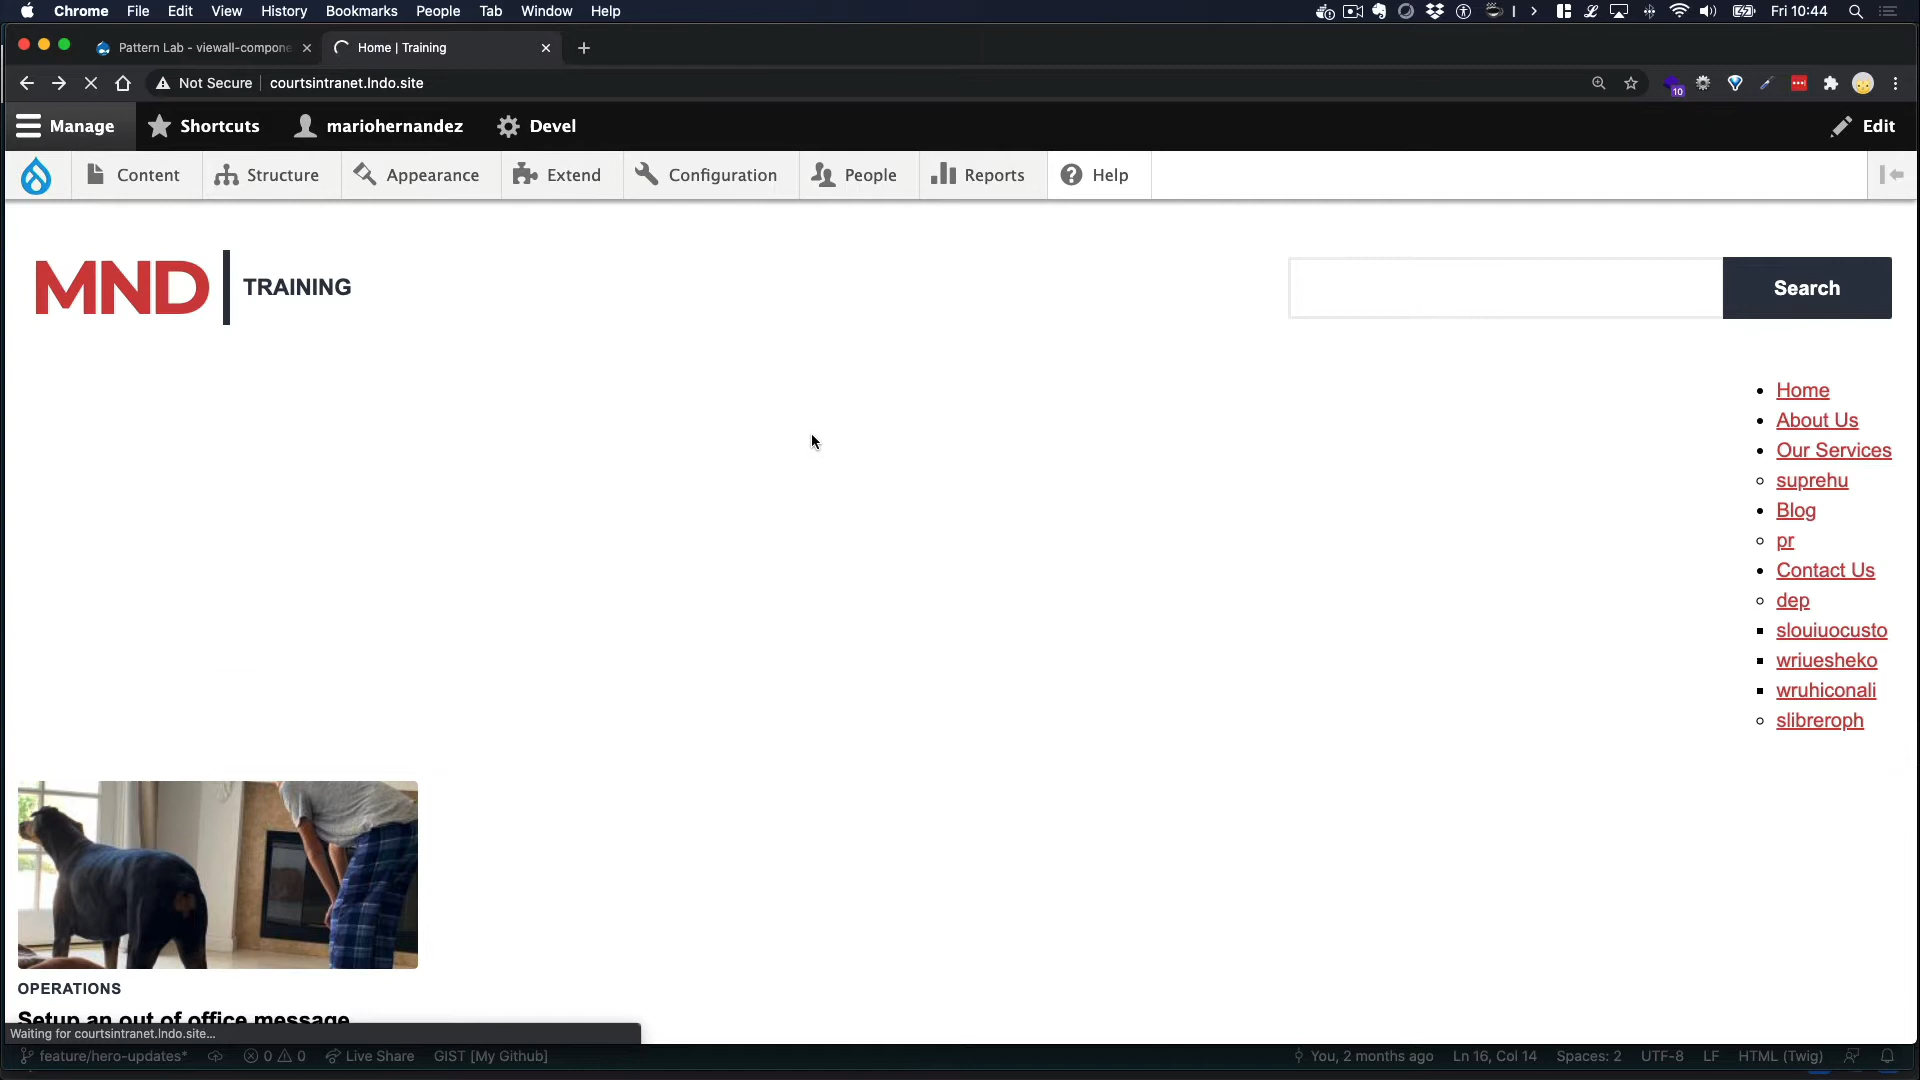 Chrome File Edit View History Bookmarks People Tab Window Help
Fri 10:44
Pattern Lab - viewall-compone
Home | Training
Not Secure courtsintranet.lndo.site
10
Manage Shortcuts mariohernandez Devel Edit
Content Structure Appearance Extend Configuration People Reports Help
MND TRAINING
Search
Home
About Us
Our Services
suprehu
Blog
pr
Contact Us
dep
slouiuocusto
wriuesheko
wruhiconali
slibreroph
OPERATIONS
Setup an out of office message
Waiting for courtsintranet.lndo.site...
feature/hero-updates* 0 0 Live Share GIST [My Github] You, 2 months ago Ln 16, Col 14 Spaces: 2 UTF-8 LF HTML (Twig)